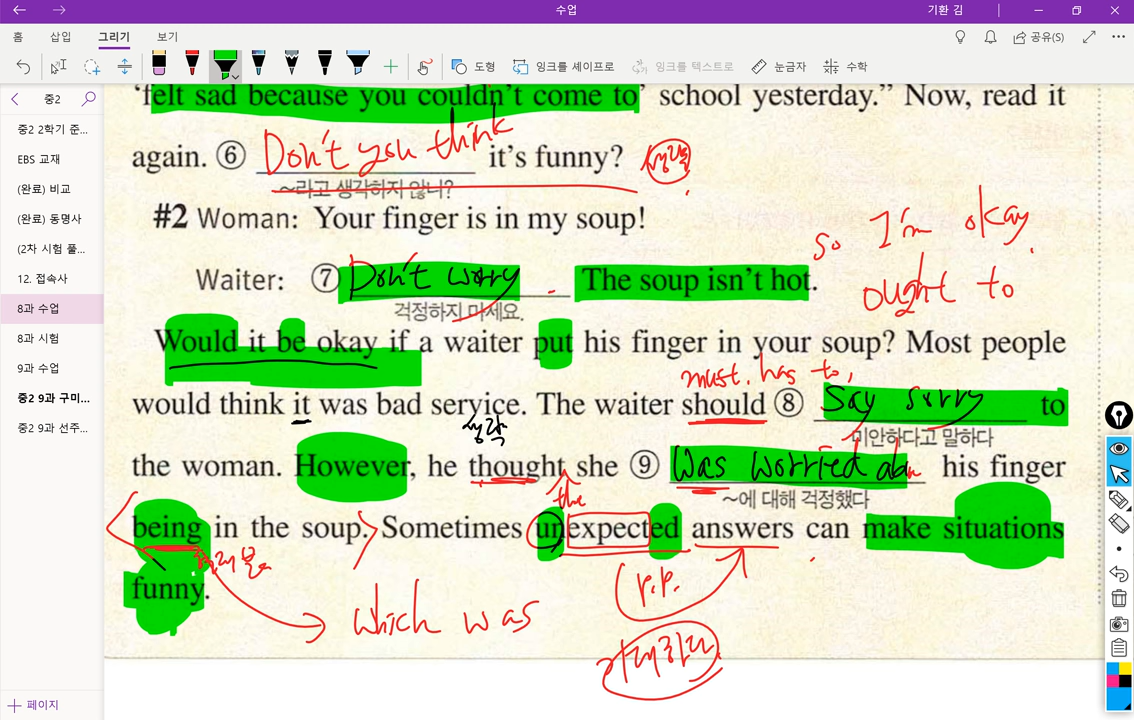 수업
기환 김
홈 삽입 그리기 보기
공유(S)
도형 잉크를 셰이프로 잉크를 텍스트로 눈금자 수학
중2
중2 2학기 준...
EBS 교재
(완료) 비교
(완료) 동명사
(2차 시험 풀...
12. 접속사
8과 수업
8과 시험
9과 수업
중2 9과 구미...
중2 9과 선주...
페이지
‘felt sad because you couldn’t come to’ school yesterday.” Now, read it
again. ⑥ Don't you think it’s funny? 생략
~라고 생각하지 않니?
#2 Woman: Your finger is in my soup!
so I'm okay.
Waiter: ⑦ Don't worry. The soup isn’t hot.
ought to
걱정하지 마세요.
Would it be okay if a waiter put his finger in your soup? Most people
must. has to,
would think it was bad service. The waiter should ⑧ Say sorry to
생략
미안하다고 말하다
the woman. However, he thought she ⑨ was worried about his finger
the
~에 대해 걱정했다
being in the soup. Sometimes unexpected answers can make situations
funny.
p.p.
which was
기대하다